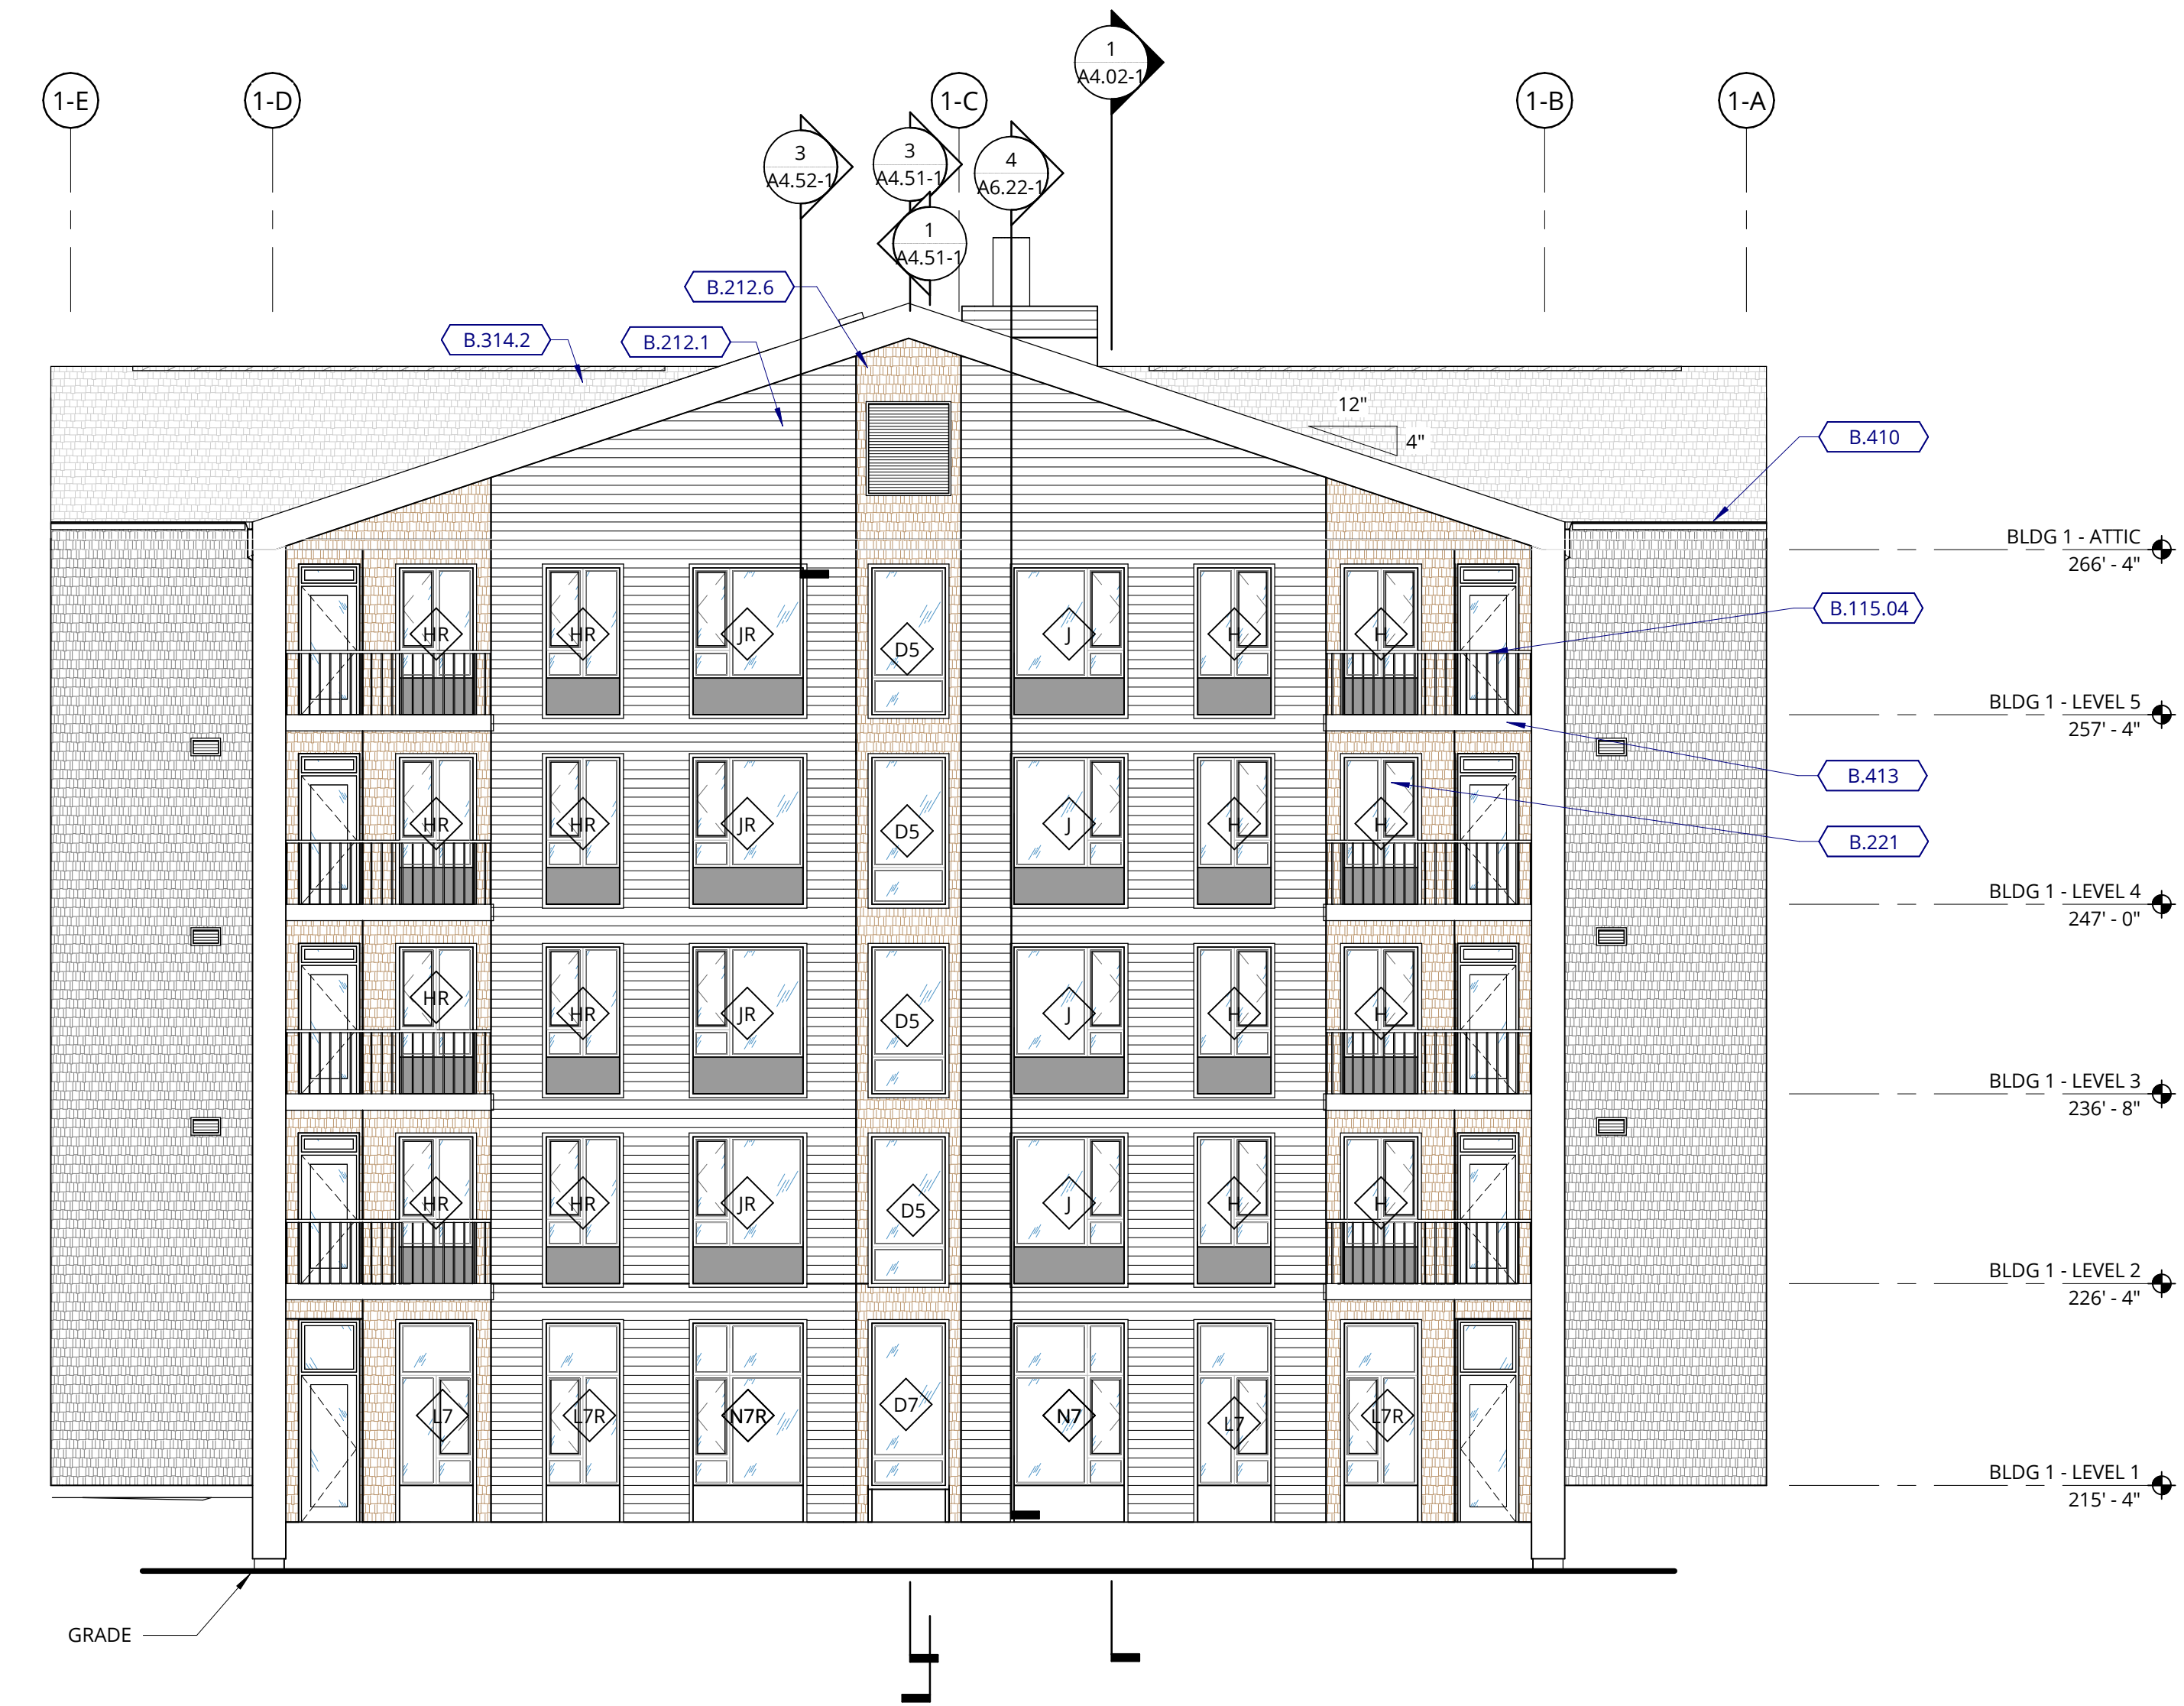 1
A4.02-1
1-E
1-D
1-C
1-B
1-A
3
A4.52-1
3
A4.51-1
4
A6.22-1
1
A4.51-1
B.212.6
B.314.2
B.212.1
12"
4"
B.410
BLDG 1 - ATTIC
266' - 4"
B.115.04
HR
HR
JR
D5
J
H
H
BLDG 1 - LEVEL 5
257' - 4"
B.413
HR
HR
JR
D5
J
H
H
B.221
BLDG 1 - LEVEL 4
247' - 0"
HR
HR
JR
D5
J
H
H
BLDG 1 - LEVEL 3
236' - 8"
HR
HR
JR
D5
J
H
H
BLDG 1 - LEVEL 2
226' - 4"
L7
L7R
N7R
D7
N7
L7
L7R
BLDG 1 - LEVEL 1
215' - 4"
GRADE